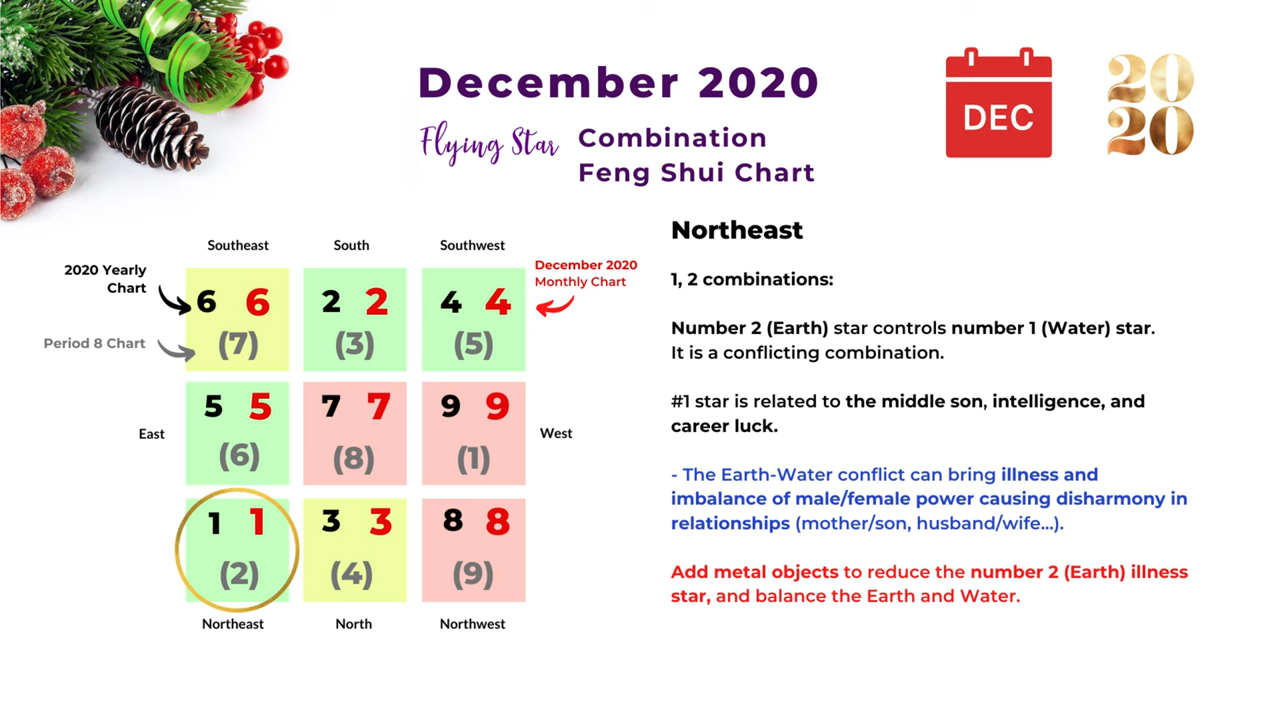 December 2020
Flying Star
Combination
Feng Shui Chart
DEC
20
20
Southeast South Southwest
2020 Yearly
Chart
December 2020
Monthly Chart
Period 8 Chart
6 6 2 2 4 4
(7) (3) (5)
5 5 7 7 9 9
East West
(6) (8) (1)
1 1 3 3 8 8
(2) (4) (9)
Northeast North Northwest
Northeast
1, 2 combinations:
Number 2 (Earth) star controls number 1 (Water) star.
It is a conflicting combination.
#1 star is related to the middle son, intelligence, and
career luck.
- The Earth-Water conflict can bring illness and
imbalance of male/female power causing disharmony in
relationships (mother/son, husband/wife...).
Add metal objects to reduce the number 2 (Earth) illness
star, and balance the Earth and Water.